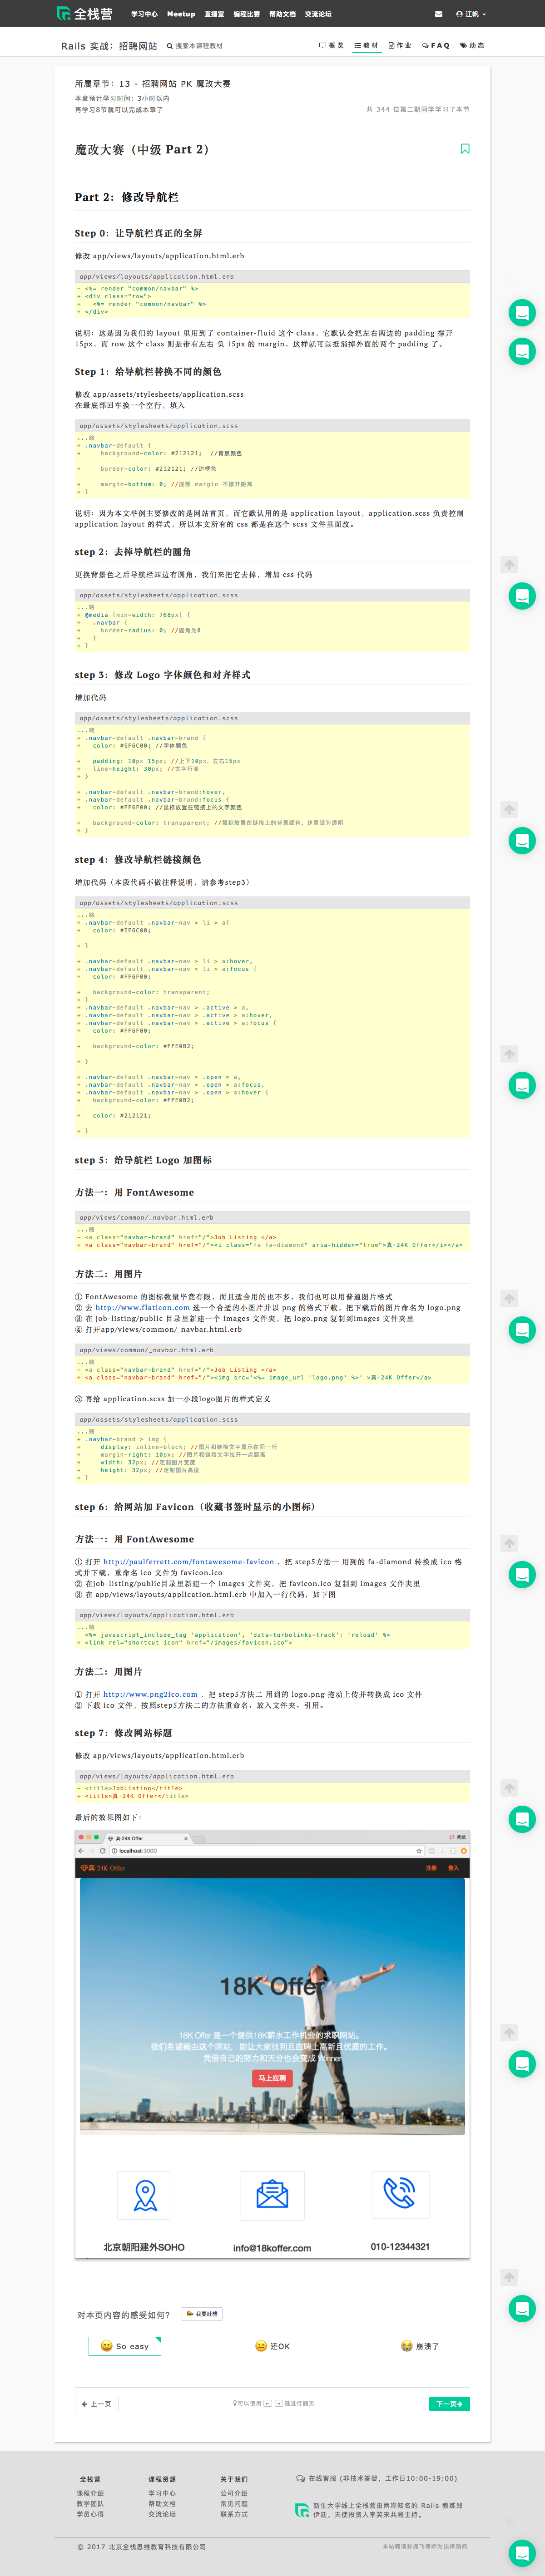 全栈营 学习中心 Meetup 直播室 编程比赛 帮助文档 交流论坛 江帆
Rails 实战：招聘网站 搜索本课程教材 概览 教材 作业 FAQ 动态
所属章节：13 - 招聘网站 PK 魔改大赛
本章预计学习时间：3小时以内
再学习8节就可以完成本章了 共 344 位第二期同学学习了本节
魔改大赛（中级 Part 2）
Part 2：修改导航栏
Step 0：让导航栏真正的全屏
修改 app/views/layouts/application.html.erb
app/views/layouts/application.html.erb
- <%= render "common/navbar" %>
+ <div class="row">
+   <%= render "common/navbar" %>
+ </div>
说明：这是因为我们的 layout 里用到了 container-fluid 这个 class，它默认会把左右两边的 padding 撑开
15px，而 row 这个 class 则是带有左右 负 15px 的 margin，这样就可以抵消掉外面的两个 padding 了。
Step 1：给导航栏替换不同的颜色
修改 app/assets/stylesheets/application.scss
在最底部回车换一个空行，填入
app/assets/stylesheets/application.scss
...略
+ .navbar-default {
+     background-color: #212121;  //背景颜色
+     border-color: #212121; //边框色
+     margin-bottom: 0; //底部 margin 不撑开距离
+ }
说明：因为本文举例主要修改的是网站首页，而它默认用的是 application layout，application.scss 负责控制
application layout 的样式，所以本文所有的 css 都是在这个 scss 文件里面改。
step 2：去掉导航栏的圆角
更换背景色之后导航栏四边有圆角，我们来把它去掉，增加 css 代码
app/assets/stylesheets/application.scss
...略
+ @media (min-width: 768px) {
+   .navbar {
+     border-radius: 0; //圆角为0
+   }
+ }
step 3：修改 Logo 字体颜色和对齐样式
增加代码
app/assets/stylesheets/application.scss
...略
+ .navbar-default .navbar-brand {
+   color: #EF6C00; //字体颜色
+   padding: 10px 15px; //上下10px，左右15px
+   line-height: 30px; //文字行高
+ }
+ .navbar-default .navbar-brand:hover,
+ .navbar-default .navbar-brand:focus {
+   color: #FF6F00; //鼠标放置在链接上的文字颜色
+   background-color: transparent; //鼠标放置在链接上的背景颜色，这里设为透明
+ }
step 4：修改导航栏链接颜色
增加代码（本段代码不做注释说明，请参考step3）
app/assets/stylesheets/application.scss
...略
+ .navbar-default .navbar-nav > li > a{
+   color: #EF6C00;
+ }
+ .navbar-default .navbar-nav > li > a:hover,
+ .navbar-default .navbar-nav > li > a:focus {
+   color: #FF6F00;
+   background-color: transparent;
+ }
+ .navbar-default .navbar-nav > .active > a,
+ .navbar-default .navbar-nav > .active > a:hover,
+ .navbar-default .navbar-nav > .active > a:focus {
+   color: #FF6F00;
+   background-color: #FFE0B2;
+ }
+ .navbar-default .navbar-nav > .open > a,
+ .navbar-default .navbar-nav > .open > a:focus,
+ .navbar-default .navbar-nav > .open > a:hover {
+   background-color: #FFE0B2;
+   color: #212121;
+ }
step 5：给导航栏 Logo 加图标
方法一：用 FontAwesome
app/views/common/_navbar.html.erb
...略
- <a class="navbar-brand" href="/">Job Listing </a>
+ <a class="navbar-brand" href="/"><i class="fa fa-diamond" aria-hidden="true">真·24K Offer</i></a>
方法二：用图片
① FontAwesome 的图标数量毕竟有限，而且适合用的也不多，我们也可以用普通图片格式
② 去 http://www.flaticon.com 选一个合适的小图片并以 png 的格式下载，把下载后的图片命名为 logo.png
③ 在 job-listing/public 目录里新建一个 images 文件夹，把 logo.png 复制到images 文件夹里
④ 打开app/views/common/_navbar.html.erb
app/views/common/_navbar.html.erb
...略
- <a class="navbar-brand" href="/">Job Listing </a>
+ <a class="navbar-brand" href="/"><img src='<%= image_url 'logo.png' %>' >真·24K Offer</a>
⑤ 再给 application.scss 加一小段logo图片的样式定义
app/assets/stylesheets/application.scss
...略
+ .navbar-brand > img {
+     display: inline-block; //图片和链接文字显示在同一行
+     margin-right: 10px; //图片和链接文字拉开一点距离
+     width: 32px; //定制图片宽度
+     height: 32px; //定制图片高度
+ }
step 6：给网站加 Favicon（收藏书签时显示的小图标）
方法一：用 FontAwesome
① 打开 http://paulferrett.com/fontawesome-favicon ，把 step5方法一 用到的 fa-diamond 转换成 ico 格
式并下载，重命名 ico 文件为 favicon.ico
② 在job-listing/public目录里新建一个 images 文件夹，把 favicon.ico 复制到 images 文件夹里
③ 在 app/views/layouts/application.html.erb 中加入一行代码，如下图
app/views/layouts/application.html.erb
...略
  <%= javascript_include_tag 'application', 'data-turbolinks-track': 'reload' %>
+ <link rel="shortcut icon" href="/images/favicon.ico">
方法二：用图片
① 打开 http://www.png2ico.com ，把 step5方法二 用到的 logo.png 拖动上传并转换成 ico 文件
② 下载 ico 文件，按照step5方法二的方法重命名、放入文件夹、引用。
step 7：修改网站标题
修改 app/views/layouts/application.html.erb
app/views/layouts/application.html.erb
- <title>JobListing</title>
+ <title>真·24K Offer</title>
最后的效果图如下：
真·24K Offer
localhost:3000
真·24K Offer 注册 登入
18K Offer
18K Offer 是一个提供18K薪水工作机会的求职网站。
我们希望藉由这个网站，能让大家找到且应聘上高薪且优质的工作。
凭借自己的努力和天分也会变成 Winner
马上应聘
北京朝阳建外SOHO info@18koffer.com 010-12344321
对本页内容的感受如何？ 我要吐槽
So easy 还OK 崩溃了
上一页 可以使用 ← → 键进行翻页 下一页
全栈营 课程资源 关于我们 在线客服 (非技术答疑，工作日10:00-19:00)
课程介绍 学习中心 公司介绍
教学团队 帮助文档 常见问题 新生大学线上全栈营由两岸知名的 Rails 教练郑
学员心得 交流论坛 联系方式 伊廷、天使投资人李笑来共同主持。
© 2017 北京全栈思维教育科技有限公司